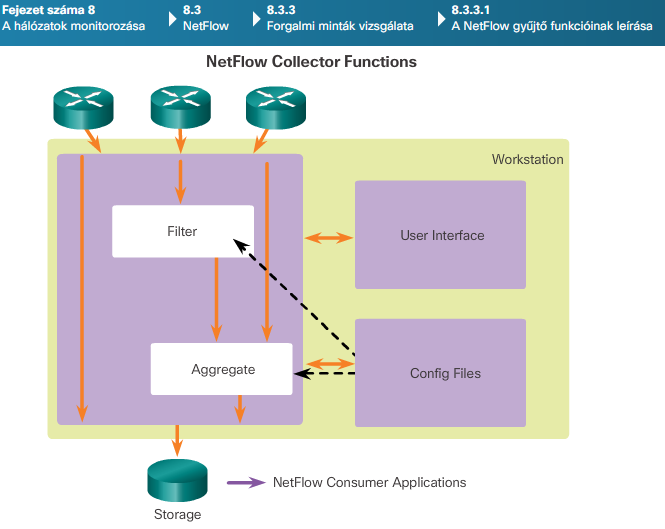 Fejezet száma 8
A hálózatok monitorozása
8.3
NetFlow
8.3.3
Forgalmi minták vizsgálata
8.3.3.1
A NetFlow gyűjtő funkcióinak leírása
NetFlow Collector Functions
Workstation
Filter
User Interface
Aggregate
Config Files
NetFlow Consumer Applications
Storage